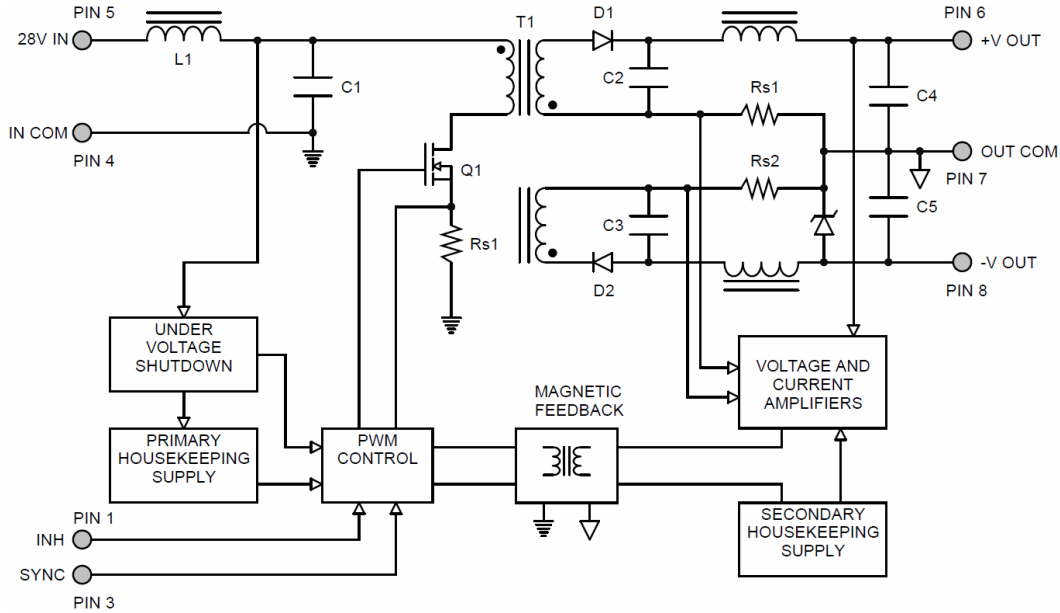 PIN 5
28V IN
L1
C1
IN COM
PIN 4
T1
D1
C2
Rs1
PIN 6
+V OUT
C4
OUT COM
PIN 7
Q1
Rs1
Rs2
C3
C5
D2
-V OUT
PIN 8
UNDER
VOLTAGE
SHUTDOWN
PRIMARY
HOUSEKEEPING
SUPPLY
PWM
CONTROL
MAGNETIC
FEEDBACK
VOLTAGE AND
CURRENT
AMPLIFIERS
SECONDARY
HOUSEKEEPING
SUPPLY
PIN 1
INH
SYNC
PIN 3